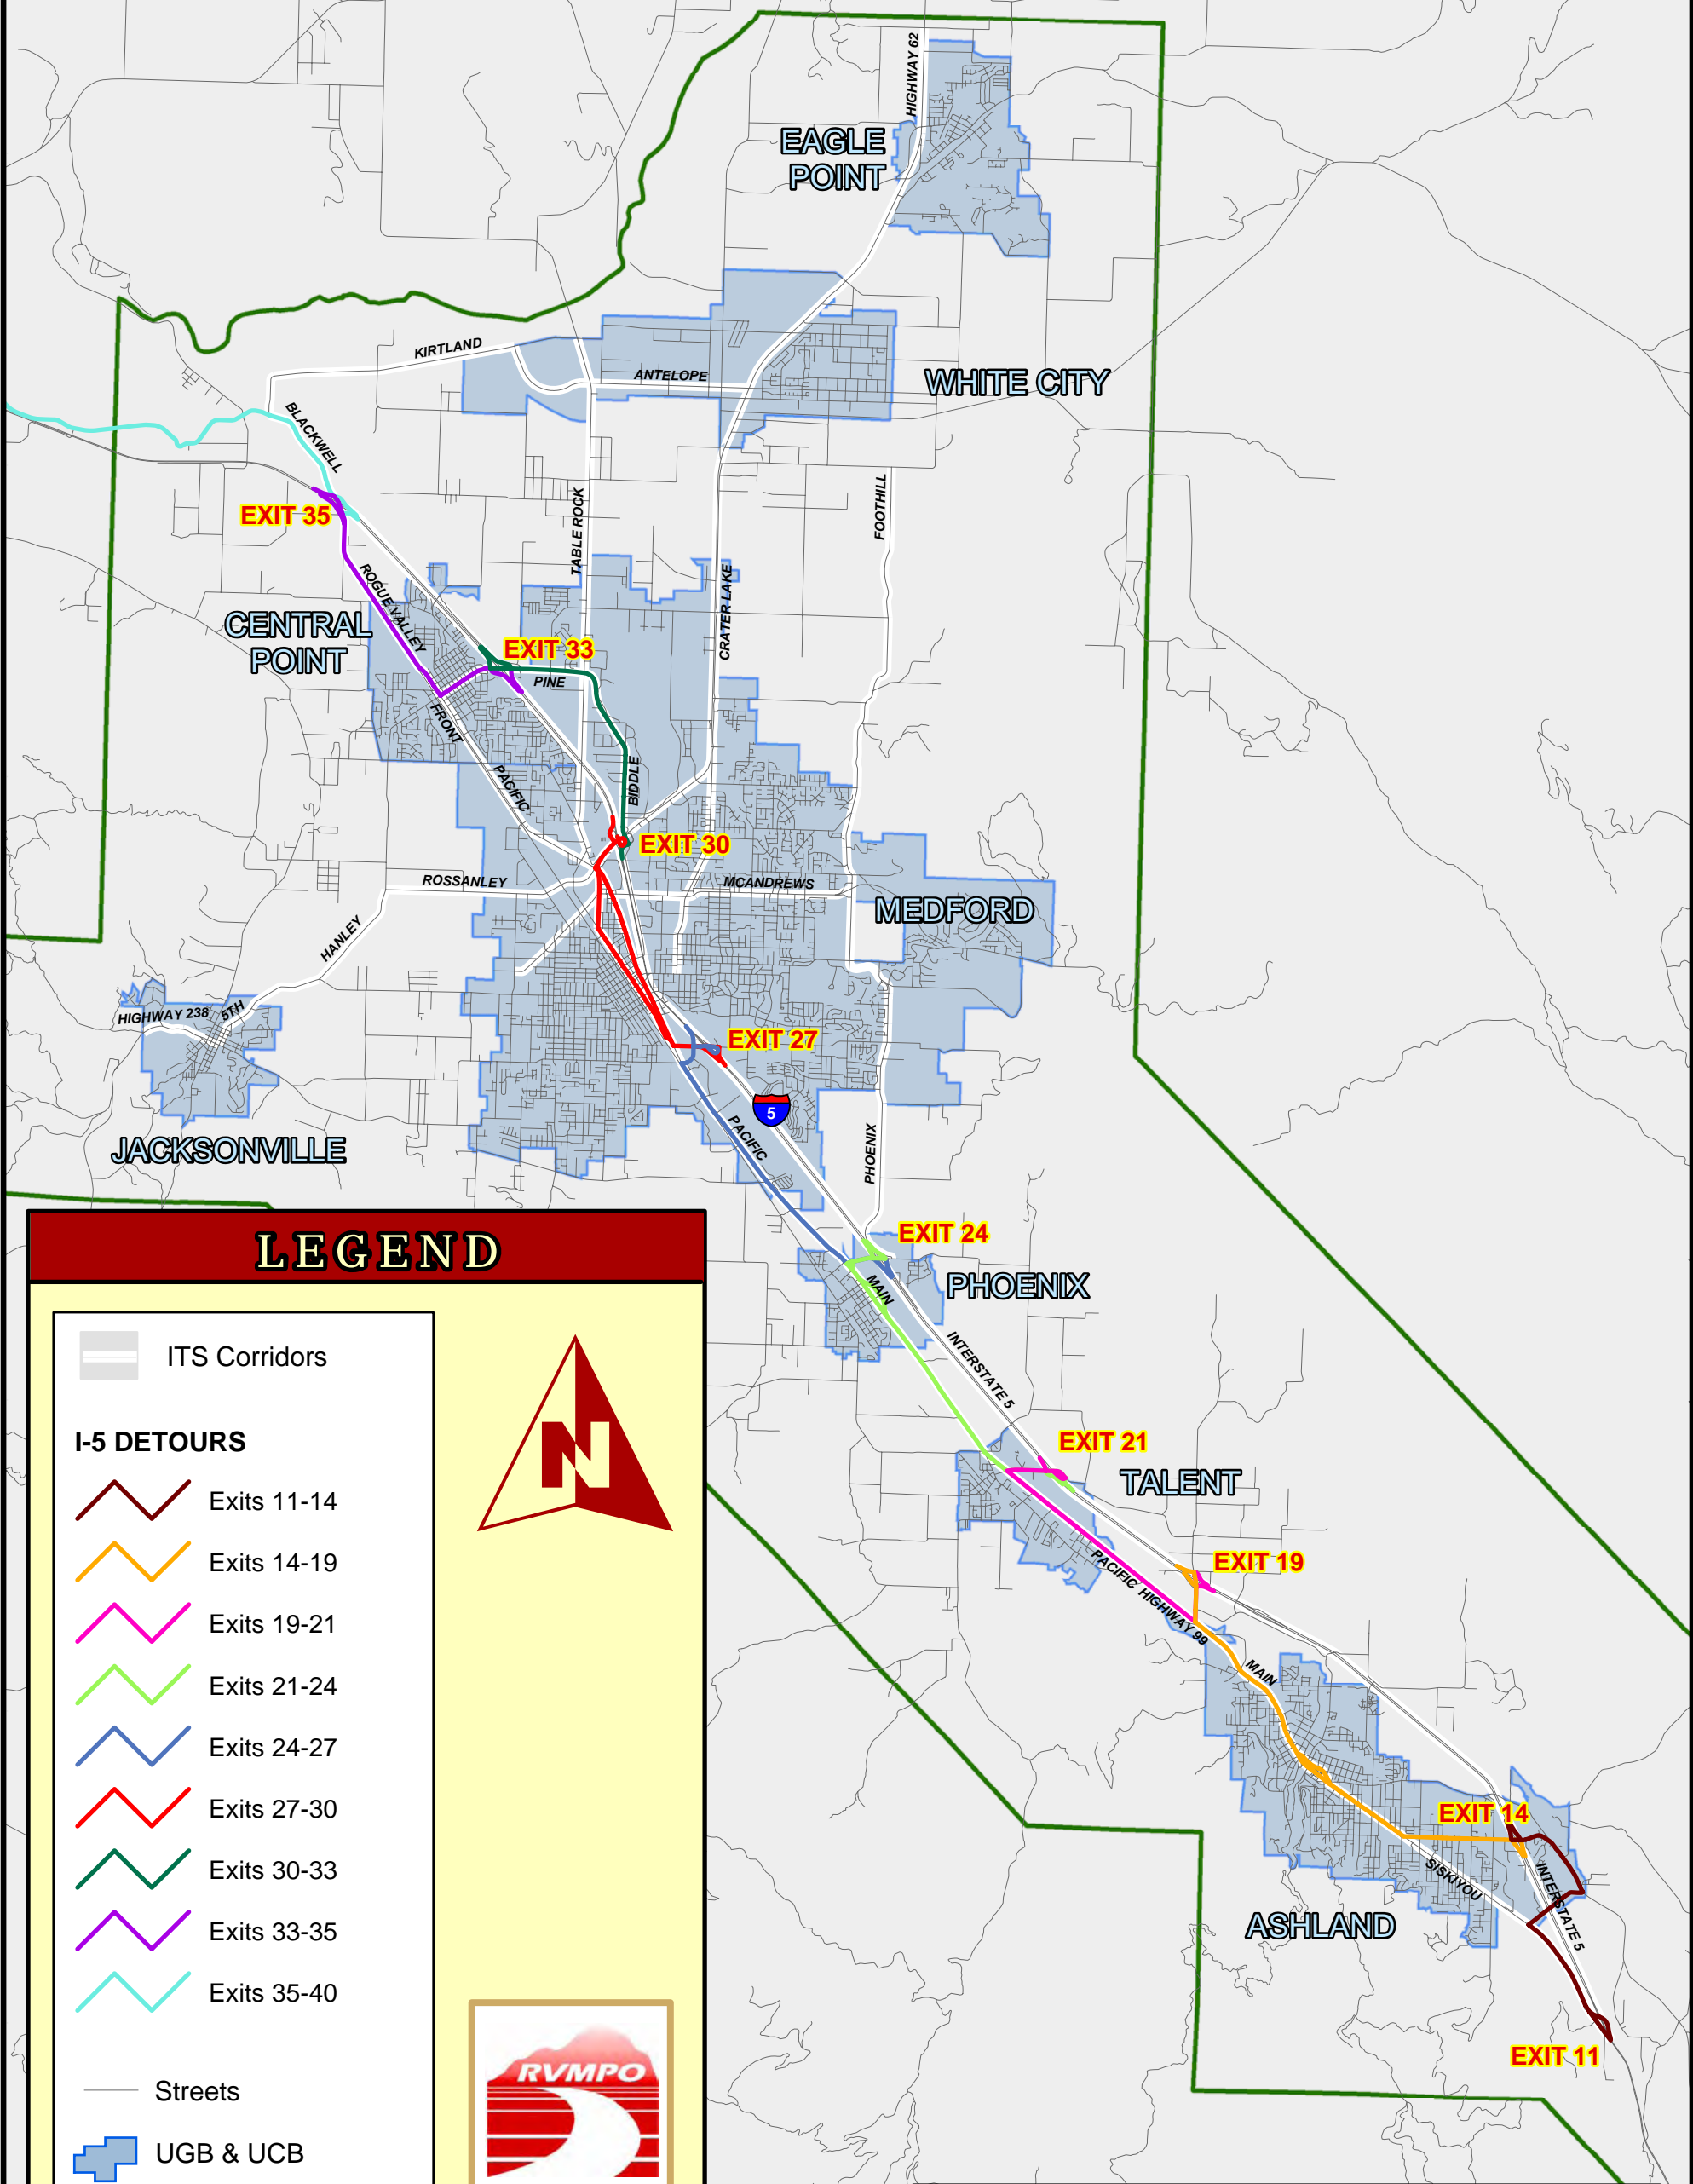 HIGHWAY 62
EAGLE
POINT
KIRTLAND
ANTELOPE
WHITE CITY
BLACKWELL
EXIT 35
TABLE ROCK
FOOTHILL
ROGUE VALLEY
CRATER LAKE
CENTRAL
POINT
EXIT 33
PINE
FRONT
PACIFIC
BIDDLE
EXIT 30
ROSSANLEY
MCANDREWS
MEDFORD
HANLEY
HIGHWAY 238
5TH
EXIT 27
5
PACIFIC
PHOENIX
JACKSONVILLE
EXIT 24
PHOENIX
MAIN
INTERSTATE 5
EXIT 21
TALENT
EXIT 19
PACIFIC HIGHWAY 99
MAIN
EXIT 14
SISKIYOU
INTERSTATE 5
ASHLAND
EXIT 11
LEGEND
ITS Corridors
N
I-5 DETOURS
Exits 11-14
Exits 14-19
Exits 19-21
Exits 21-24
Exits 24-27
Exits 27-30
Exits 30-33
Exits 33-35
Exits 35-40
Streets
UGB & UCB
RVMPO